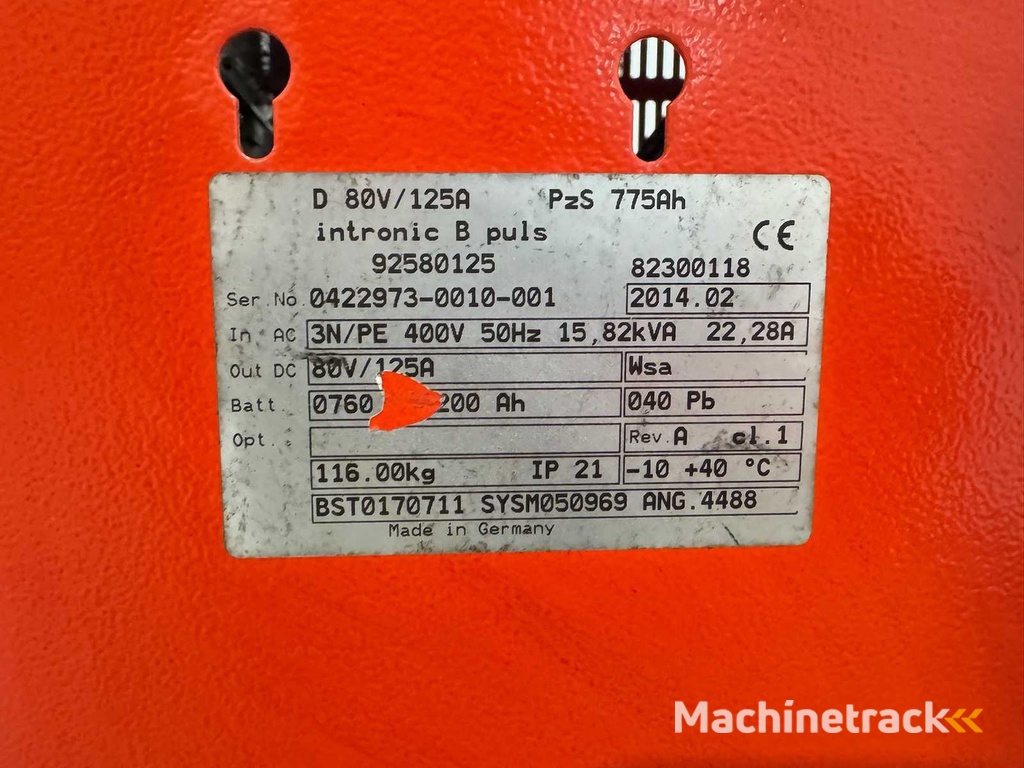 D 80V/125A PzS 775Ah
intronic B puls CE
92580125 82300118
Ser.No. 0422973-0010-001 2014.02
In AC 3N/PE 400V 50Hz 15,82kVA 22,28A
Out DC 80V/125A Wsa
Batt. 0760 200 Ah 040 Pb
Opt. Rev.A cl.1
116.00kg IP 21 -10 +40 °C
BST0170711 SYSM050969 ANG.4488
Made in Germany
Machinetrack